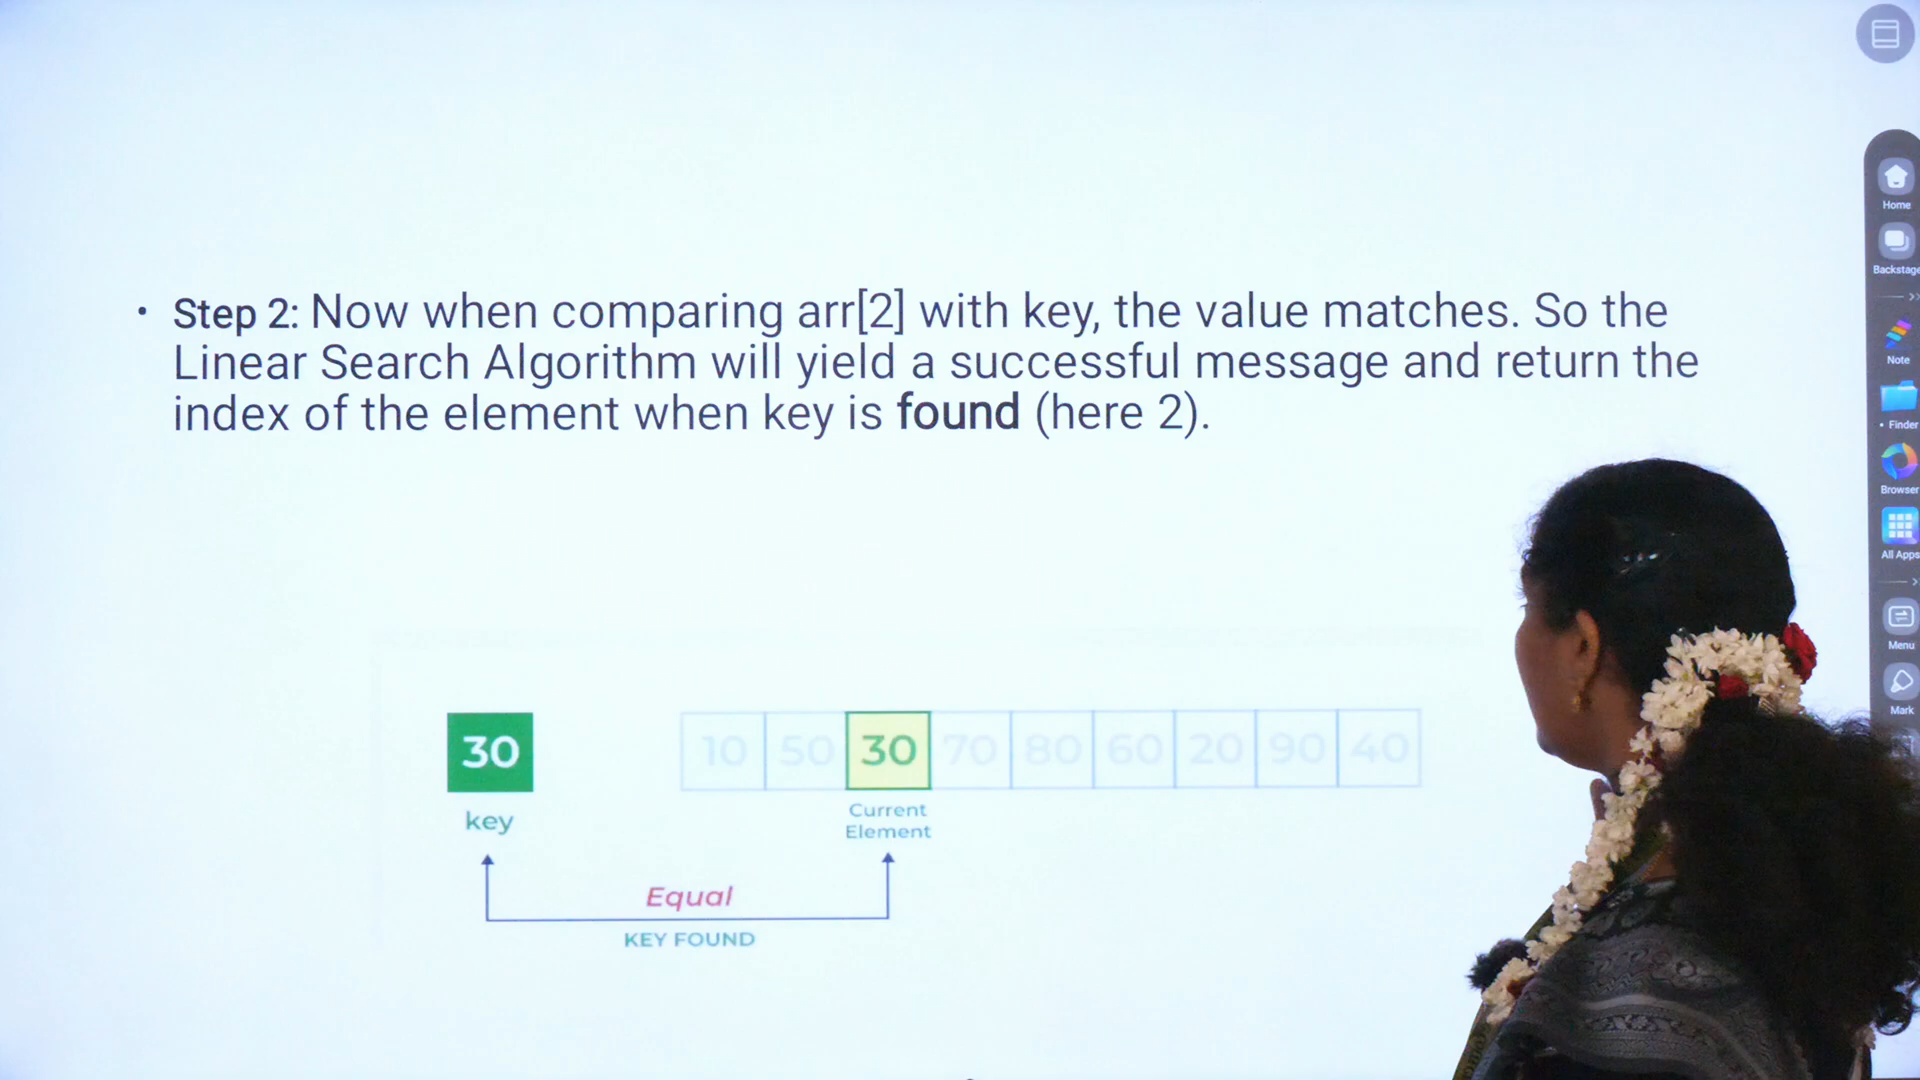 • Step 2: Now when comparing arr[2] with key, the value matches. So the
Linear Search Algorithm will yield a successful message and return the
index of the element when key is found (here 2).
30
10 50 30 70 80 60 20 90 40
key
Current
Element
Equal
KEY FOUND
Home
Backstage
Note
• Finder
Browser
All Apps
Menu
Mark